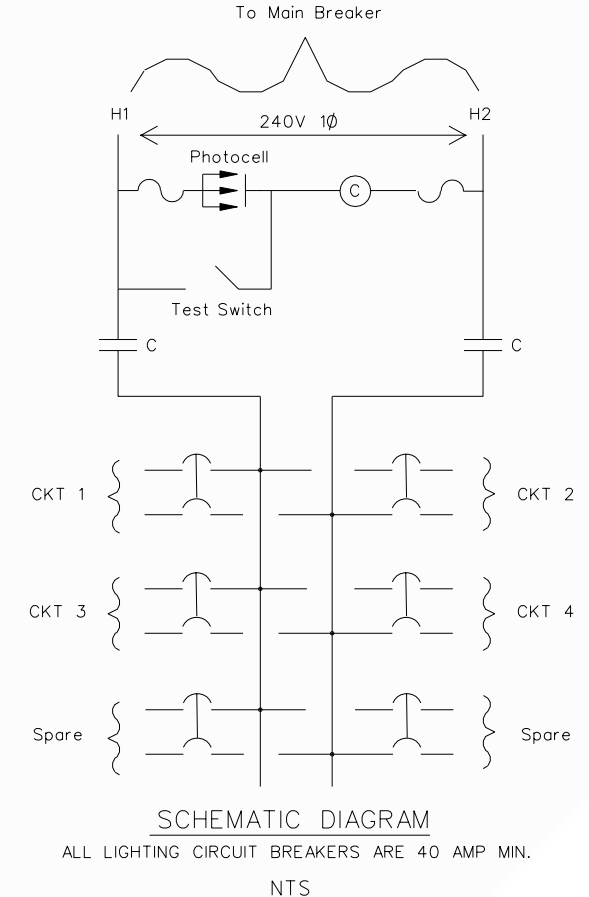 To Main Breaker
H1
H2
240V 1Ø
Photocell
C
Test Switch
C
C
CKT 1
CKT 2
CKT 3
CKT 4
Spare
Spare
SCHEMATIC DIAGRAM
ALL LIGHTING CIRCUIT BREAKERS ARE 40 AMP MIN.
NTS